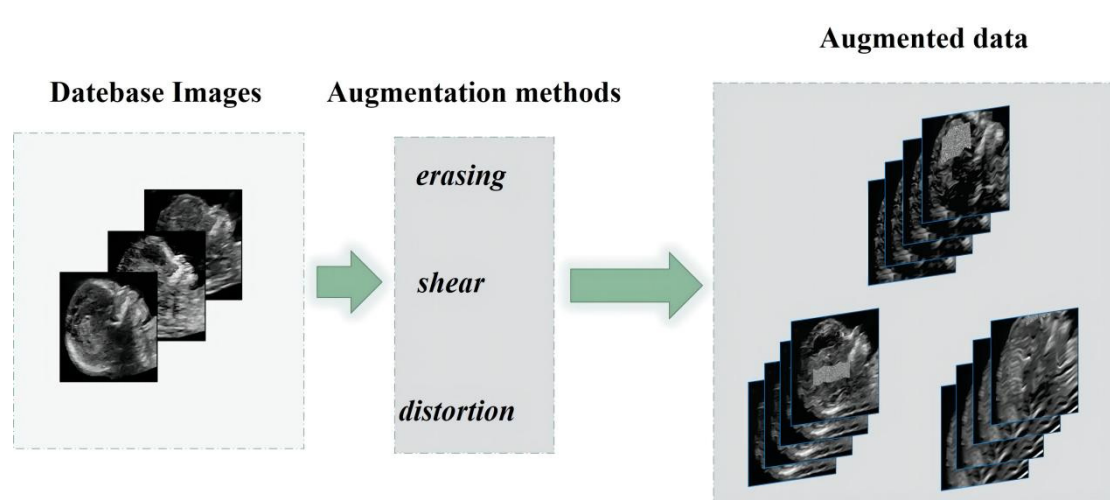 Datebase Images
Augmentation methods
Augmented data
erasing
shear
distortion